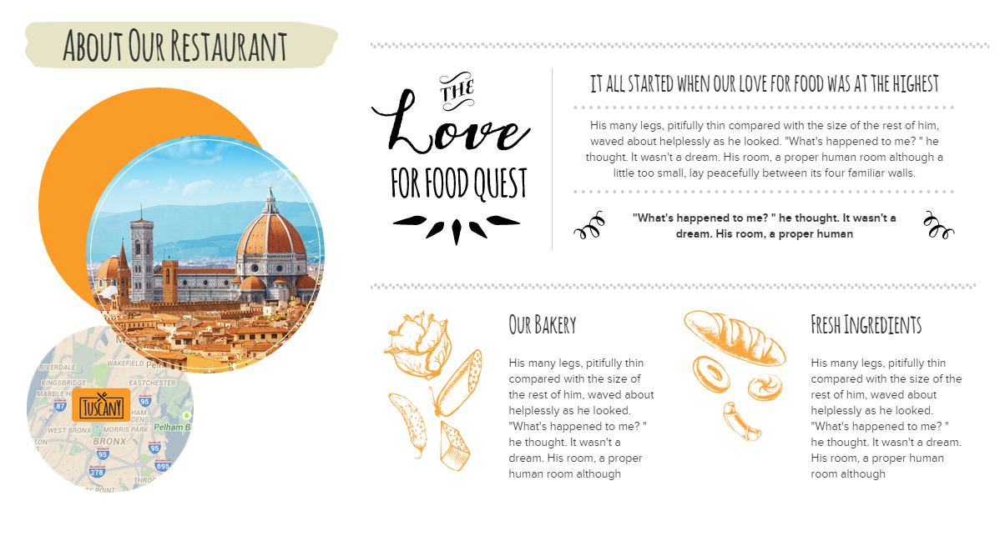 About Our Restaurant
THE
Love
FOR FOOD QUEST
IT ALL STARTED WHEN OUR LOVE FOR FOOD WAS AT THE HIGHEST
His many legs, pitifully thin compared with the size of the rest of him,
waved about helplessly as he looked. "What's happened to me? " he
thought. It wasn't a dream. His room, a proper human room although a
little too small, lay peacefully between its four familiar walls.
"What's happened to me? " he thought. It wasn't a
dream. His room, a proper human
Our Bakery
His many legs, pitifully thin
compared with the size of
the rest of him, waved about
helplessly as he looked.
"What's happened to me? "
he thought. It wasn't a
dream. His room, a proper
human room although
Fresh Ingredients
His many legs, pitifully thin
compared with the size of the
rest of him, waved about
helplessly as he looked.
"What's happened to me? "
he thought. It wasn't a dream.
His room, a proper human
room although
RIVERDALE
WAKEFIELD
KINGSBRIDGE
EASTCHESTER
MARBLE
TUSCANY
87
95
WEST BRONX
MORRIS PARK
Pelham
BRONX
95
95
278
695